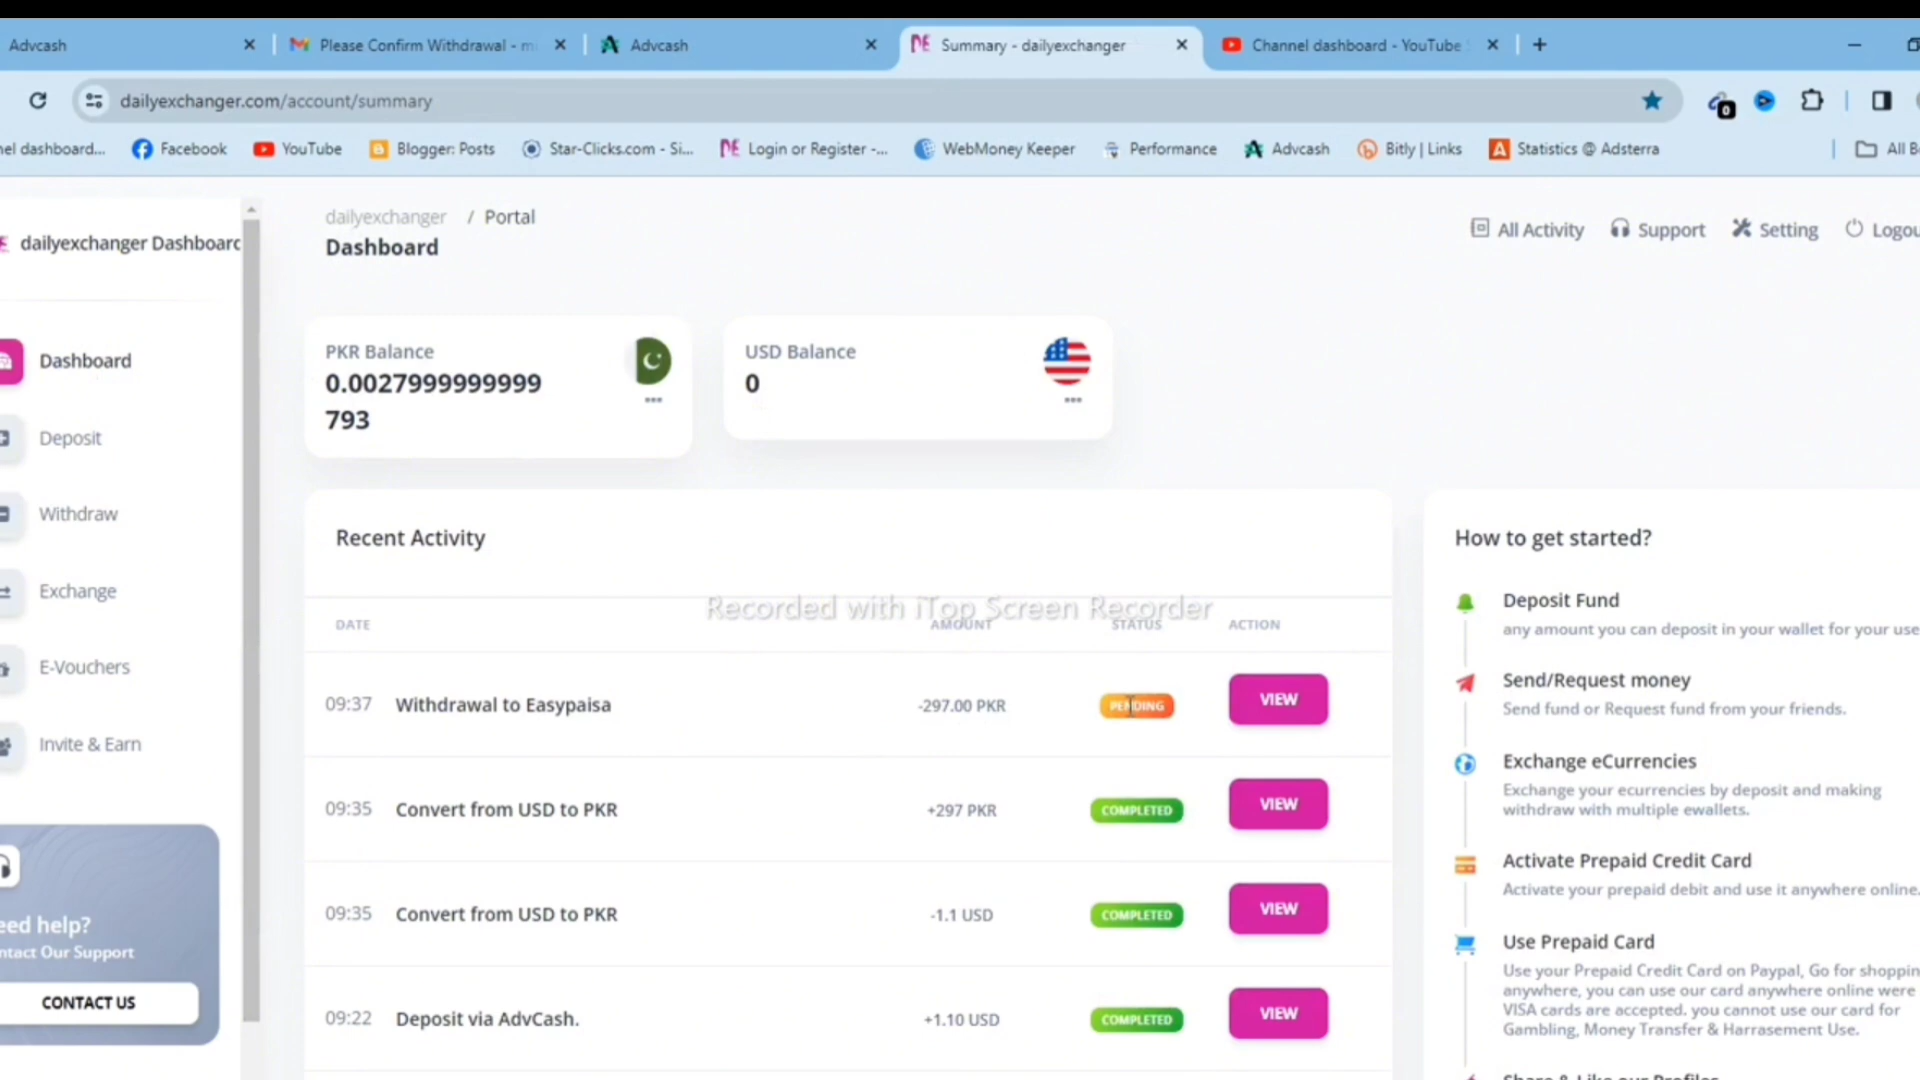 Advcash
Please Confirm Withdrawal - m
Advcash
Summary - dailyexchanger
Channel dashboard - YouTube
dailyexchanger.com/account/summary
0
nel dashboard...
Facebook
YouTube
Blogger: Posts
Star-Clicks.com - Si...
Login or Register -...
WebMoney Keeper
Performance
Advcash
Bitly | Links
Statistics @ Adsterra
All B
dailyexchanger Dashboard
dailyexchanger / Portal
Dashboard
All Activity
Support
Setting
Logou
Dashboard
Deposit
Withdraw
Exchange
E-Vouchers
Invite & Earn
eed help?
ntact Our Support
CONTACT US
PKR Balance
0.0027999999999
793
USD Balance
0
Recent Activity
Recorded with iTop Screen Recorder
DATE AMOUNT STATUS ACTION
09:37 Withdrawal to Easypaisa -297.00 PKR PENDING VIEW
09:35 Convert from USD to PKR +297 PKR COMPLETED VIEW
09:35 Convert from USD to PKR -1.1 USD COMPLETED VIEW
09:22 Deposit via AdvCash. +1.10 USD COMPLETED VIEW
How to get started?
Deposit Fund
any amount you can deposit in your wallet for your use
Send/Request money
Send fund or Request fund from your friends.
Exchange eCurrencies
Exchange your ecurrencies by deposit and making
withdraw with multiple ewallets.
Activate Prepaid Credit Card
Activate your prepaid debit and use it anywhere online.
Use Prepaid Card
Use your Prepaid Credit Card on Paypal, Go for shoppin
anywhere, you can use our card anywhere online were
VISA cards are accepted. you cannot use our card for
Gambling, Money Transfer & Harrasement Use.
Share & Like our Profiles